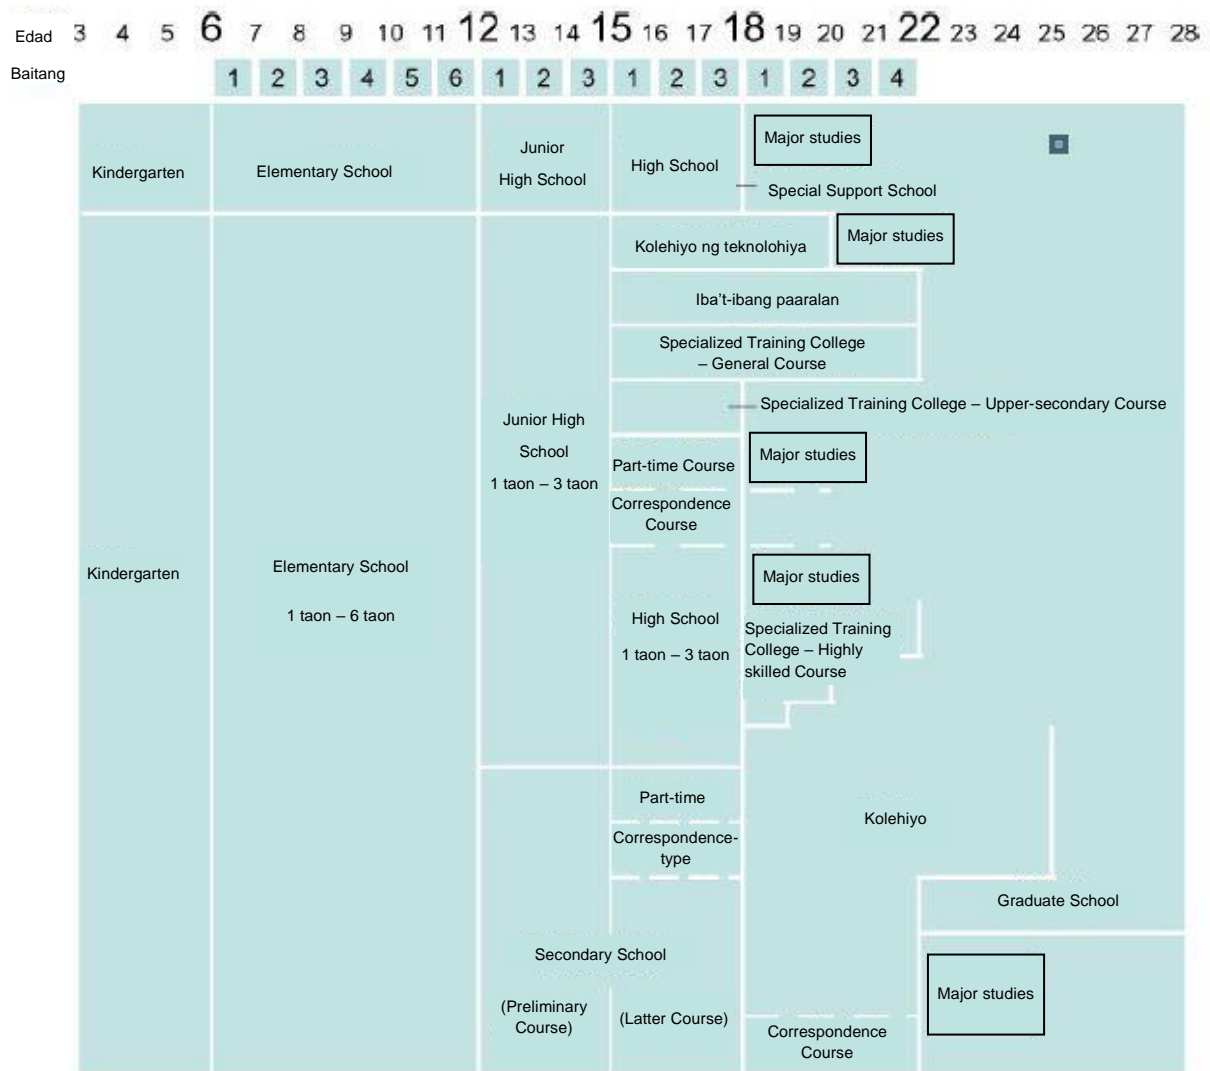 Edad 3 4 5 6 7 8 9 10 11 12 13 14 15 16 17 18 19 20 21 22 23 24 25 26 27 28
Baitang 1 2 3 4 5 6 1 2 3 1 2 3 1 2 3 4
Kindergarten
Elementary School
Junior
High School
High School
Major studies
Special Support School
Kolehiyo ng teknolohiya
Major studies
Iba't-ibang paaralan
Specialized Training College
– General Course
Specialized Training College – Upper-secondary Course
Junior High
School
1 taon – 3 taon
Part-time Course
Major studies
Correspondence
Course
Kindergarten
Elementary School
1 taon – 6 taon
High School
1 taon – 3 taon
Major studies
Specialized Training
College – Highly
skilled Course
Part-time
Correspondence-
type
Kolehiyo
Graduate School
Secondary School
(Preliminary
Course)
(Latter Course)
Major studies
Correspondence
Course